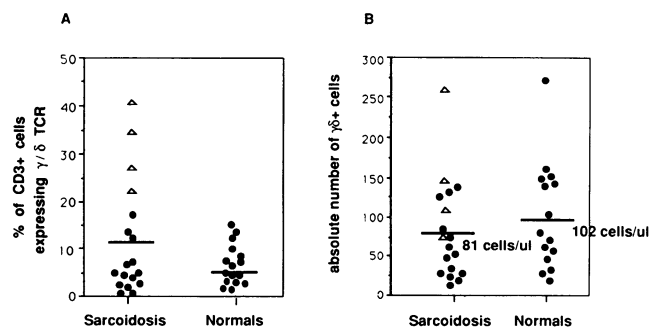 A
% of CD3+ cells
expressing γ/δ TCR
50
40
30
20
10
0
Sarcoidosis
Normals
B
absolute number of γδ+ cells
300
250
200
150
100
50
0
81 cells/ul
102 cells/ul
Sarcoidosis
Normals